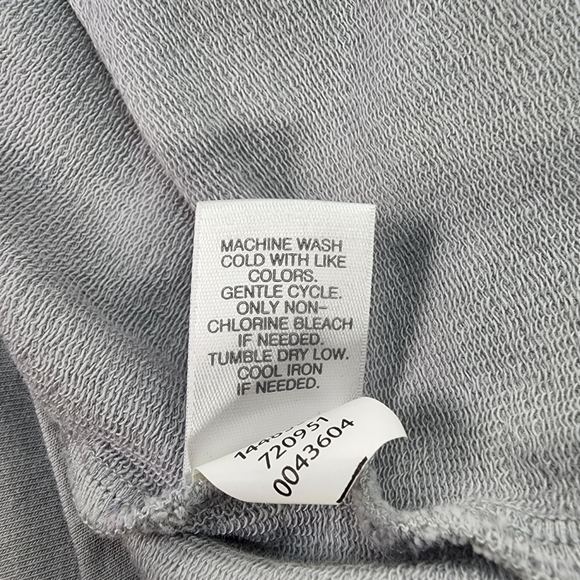 MACHINE WASH
COLD WITH LIKE
COLORS.
GENTLE CYCLE.
ONLY NON-
CHLORINE BLEACH
IF NEEDED.
TUMBLE DRY LOW.
COOL IRON
IF NEEDED.
720951
0043604